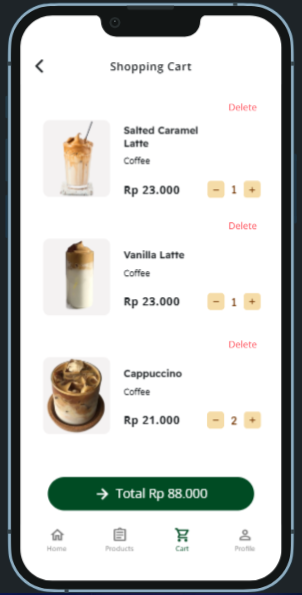 Shopping Cart
Delete
Salted Caramel
Latte
Coffee
Rp 23.000
− 1 +
Delete
Vanilla Latte
Coffee
Rp 23.000
− 1 +
Delete
Cappuccino
Coffee
Rp 21.000
− 2 +
Total Rp 88.000
Home
Products
Cart
Profile